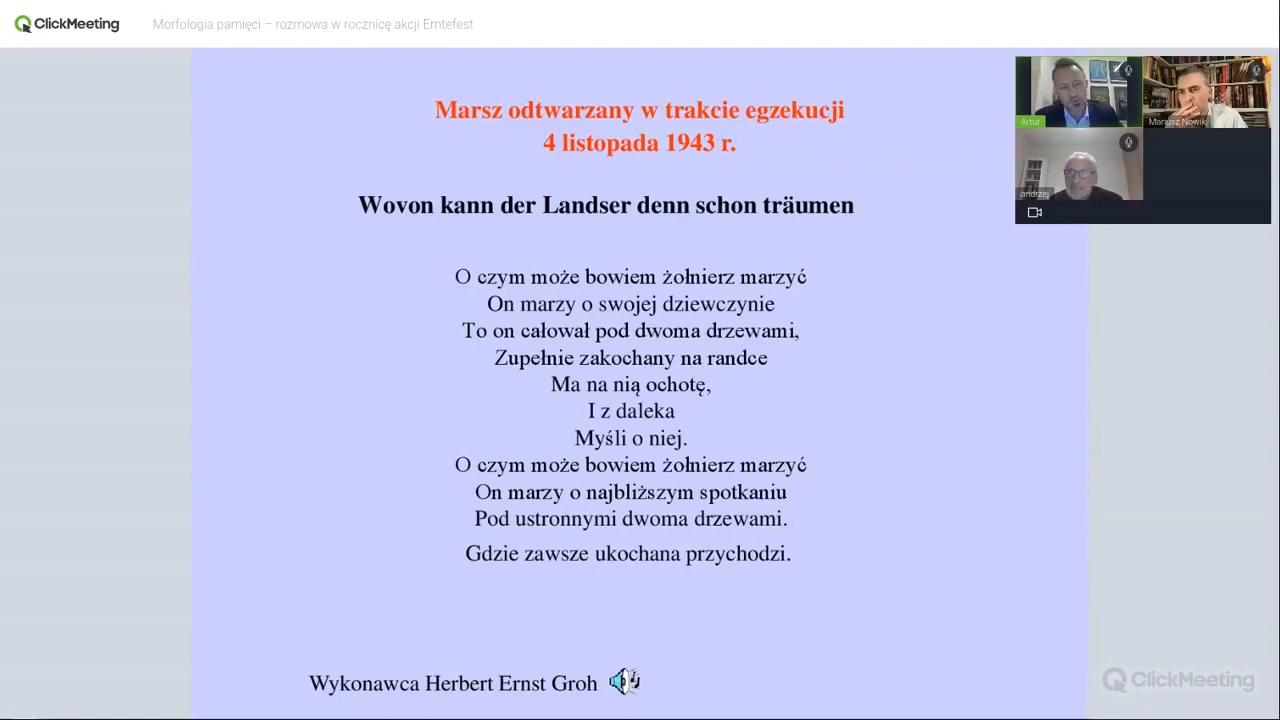 ClickMeeting
Morfologia pamięci – rozmowa w rocznicę akcji Erntefest
Marsz odtwarzany w trakcie egzekucji
4 listopada 1943 r.
Wovon kann der Landser denn schon träumen
O czym może bowiem żołnierz marzyć
On marzy o swojej dziewczynie
To on całował pod dwoma drzewami,
Zupełnie zakochany na randce
Ma na nią ochotę,
I z daleka
Myśli o niej.
O czym może bowiem żołnierz marzyć
On marzy o najbliższym spotkaniu
Pod ustronnymi dwoma drzewami.
Gdzie zawsze ukochana przychodzi.
Wykonawca Herbert Ernst Groh
Artur
Mariusz Nowik
andrzej
ClickMeeting